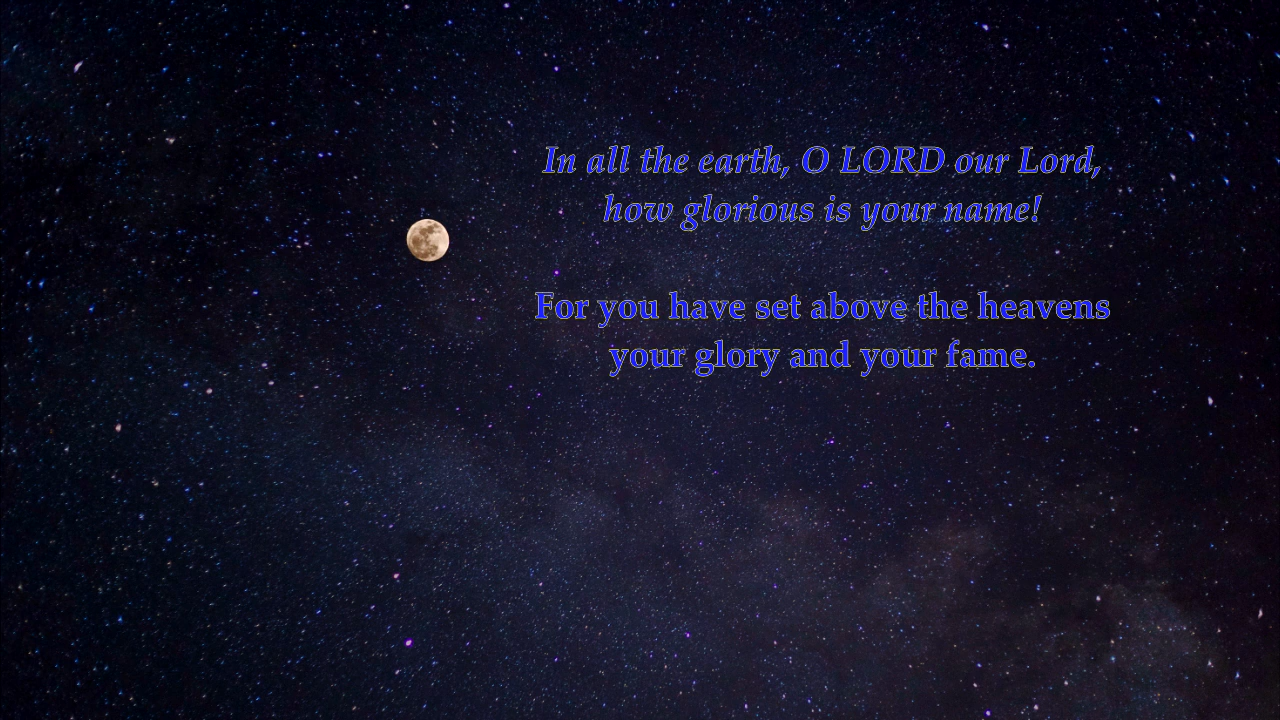 In all the earth, O LORD our Lord,
how glorious is your name!
For you have set above the heavens
your glory and your fame.